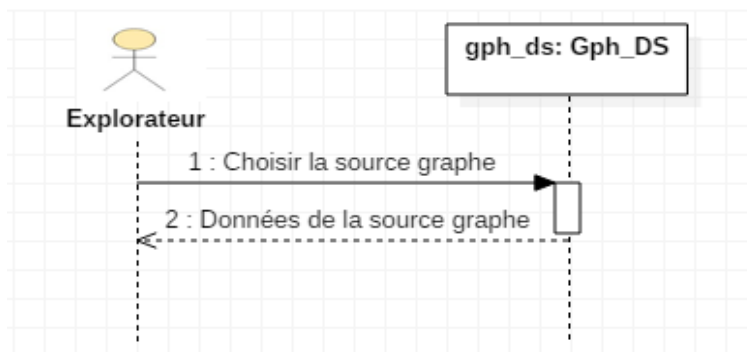 gph_ds: Gph_DS
Explorateur
1 : Choisir la source graphe
2 : Données de la source graphe